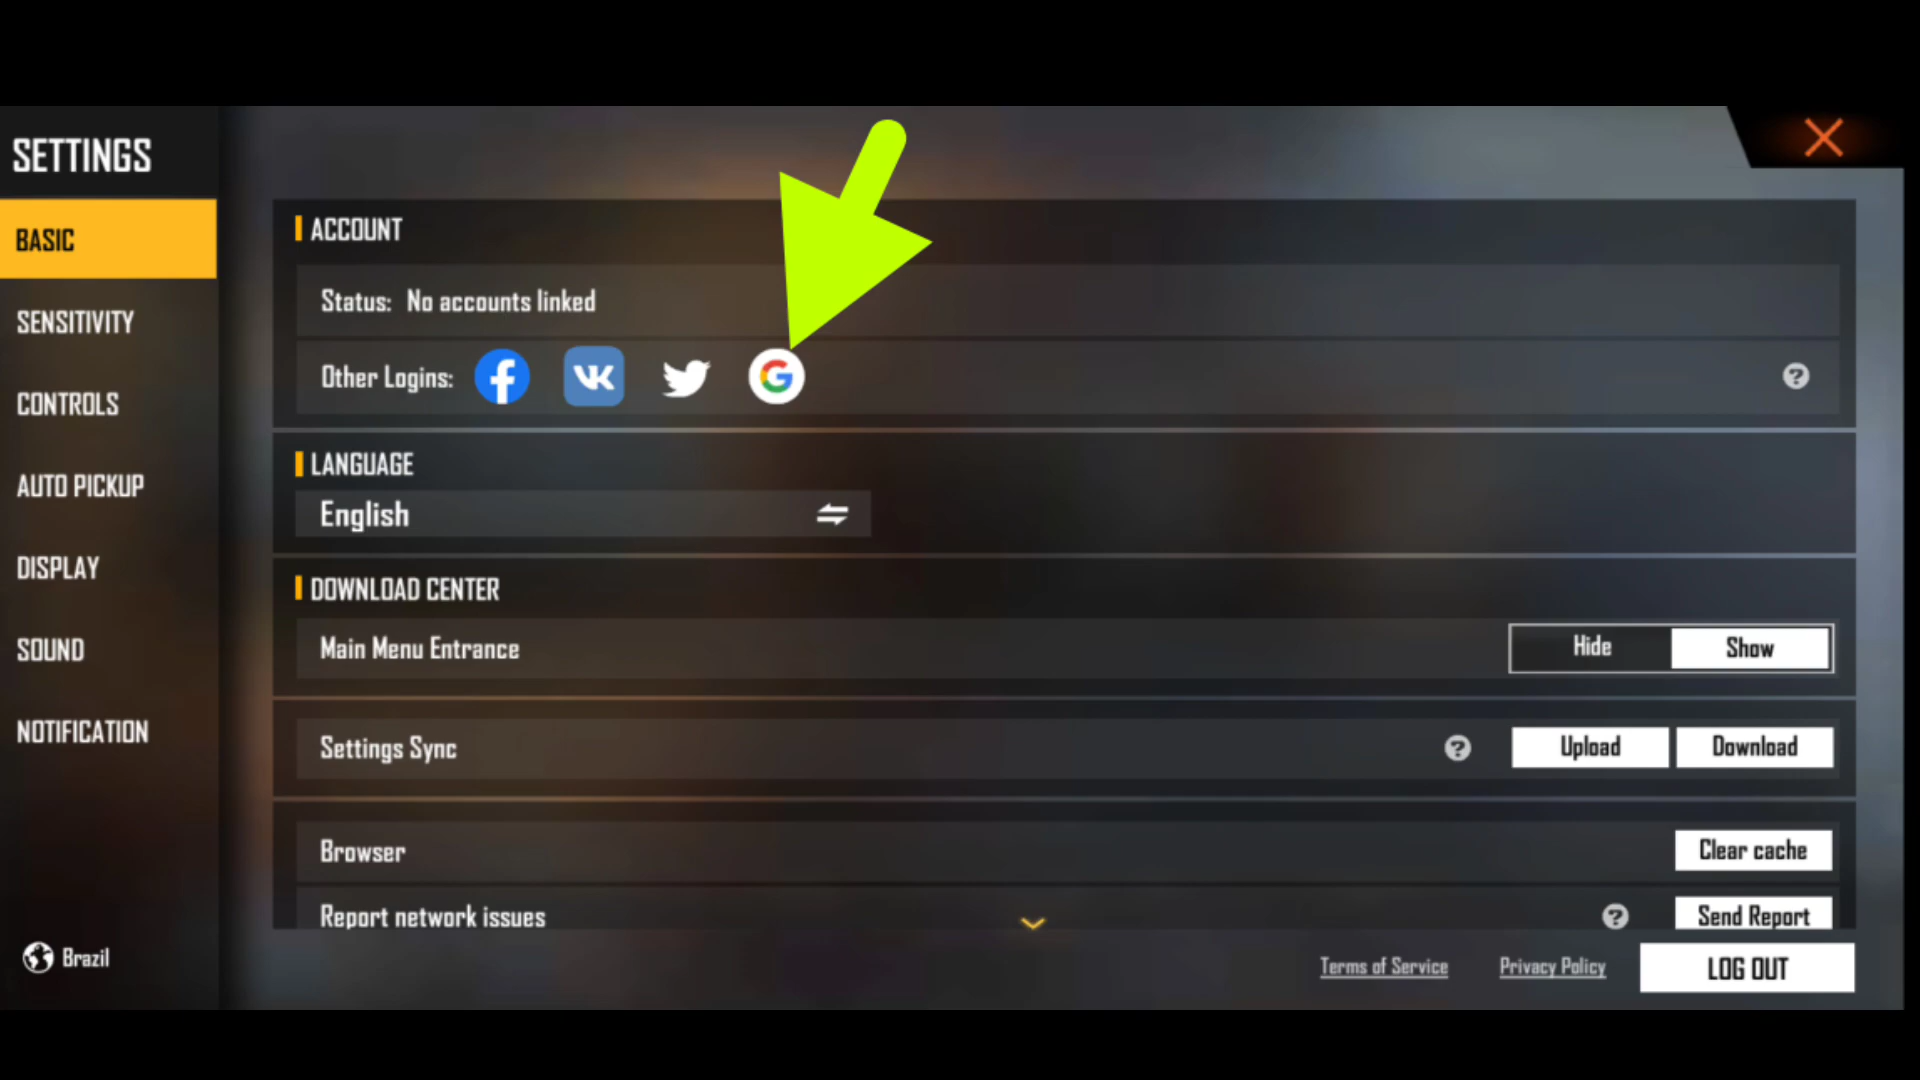 SETTINGS
BASIC
SENSITIVITY
CONTROLS
AUTO PICKUP
DISPLAY
SOUND
NOTIFICATION
Brazil
ACCOUNT
Status: No accounts linked
Other Logins: f VK G ?
LANGUAGE
English
DOWNLOAD CENTER
Main Menu Entrance Hide Show
Settings Sync ? Upload Download
Browser Clear cache
Report network issues ? Send Report
Terms of Service Privacy Policy LOG OUT